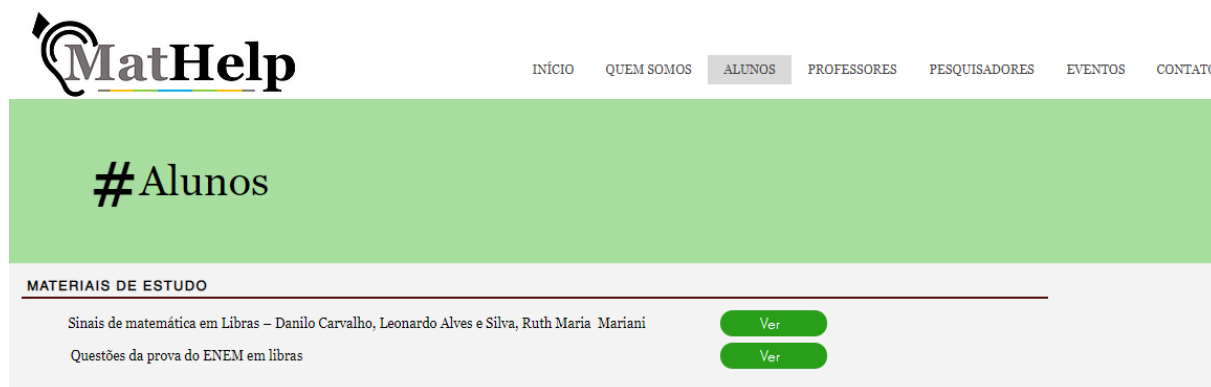 MatHelp
INÍCIO QUEM SOMOS ALUNOS PROFESSORES PESQUISADORES EVENTOS CONTATO
#Alunos
MATERIAIS DE ESTUDO
Sinais de matemática em Libras – Danilo Carvalho, Leonardo Alves e Silva, Ruth Maria Mariani Ver
Questões da prova do ENEM em libras Ver